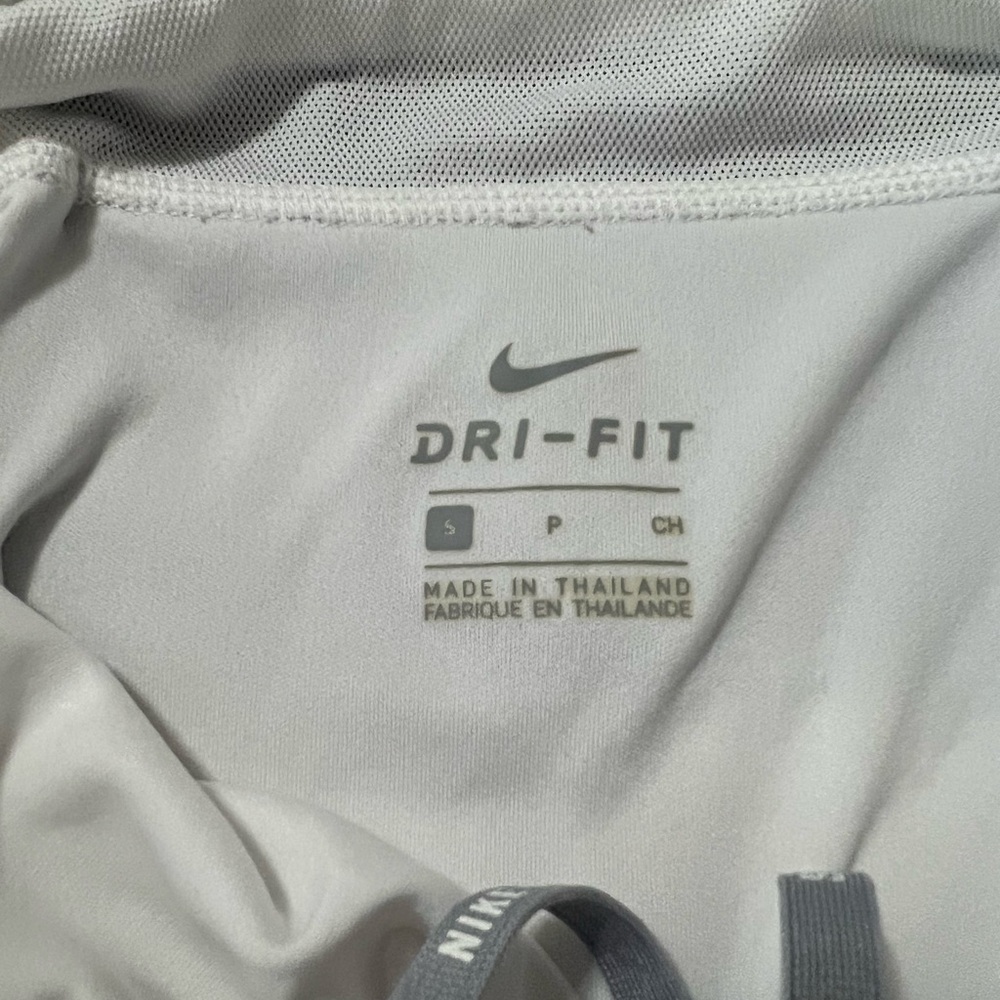 DRI-FIT
S P CH
MADE IN THAILAND
FABRIQUE EN THAILANDE
NIKE